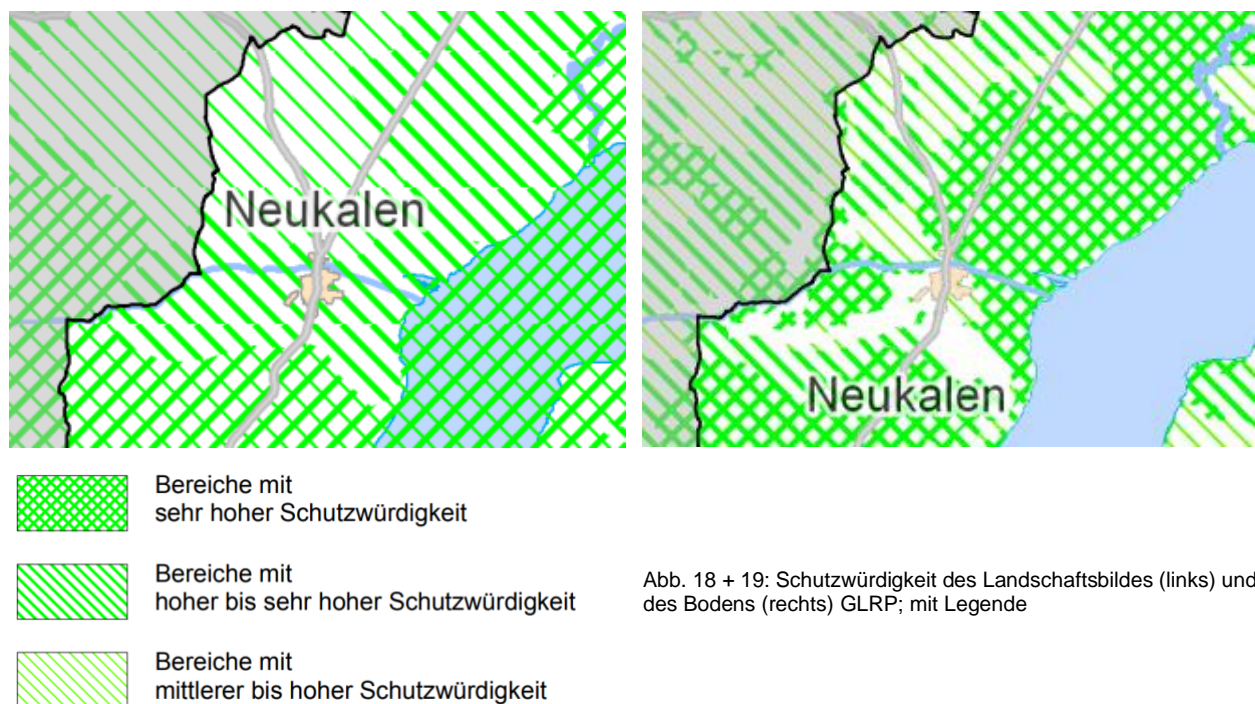 Neukalen
Neukalen
Bereiche mit
sehr hoher Schutzwürdigkeit
Bereiche mit
hoher bis sehr hoher Schutzwürdigkeit
Bereiche mit
mittlerer bis hoher Schutzwürdigkeit
Abb. 18 + 19: Schutzwürdigkeit des Landschaftsbildes (links) und
des Bodens (rechts) GLRP; mit Legende